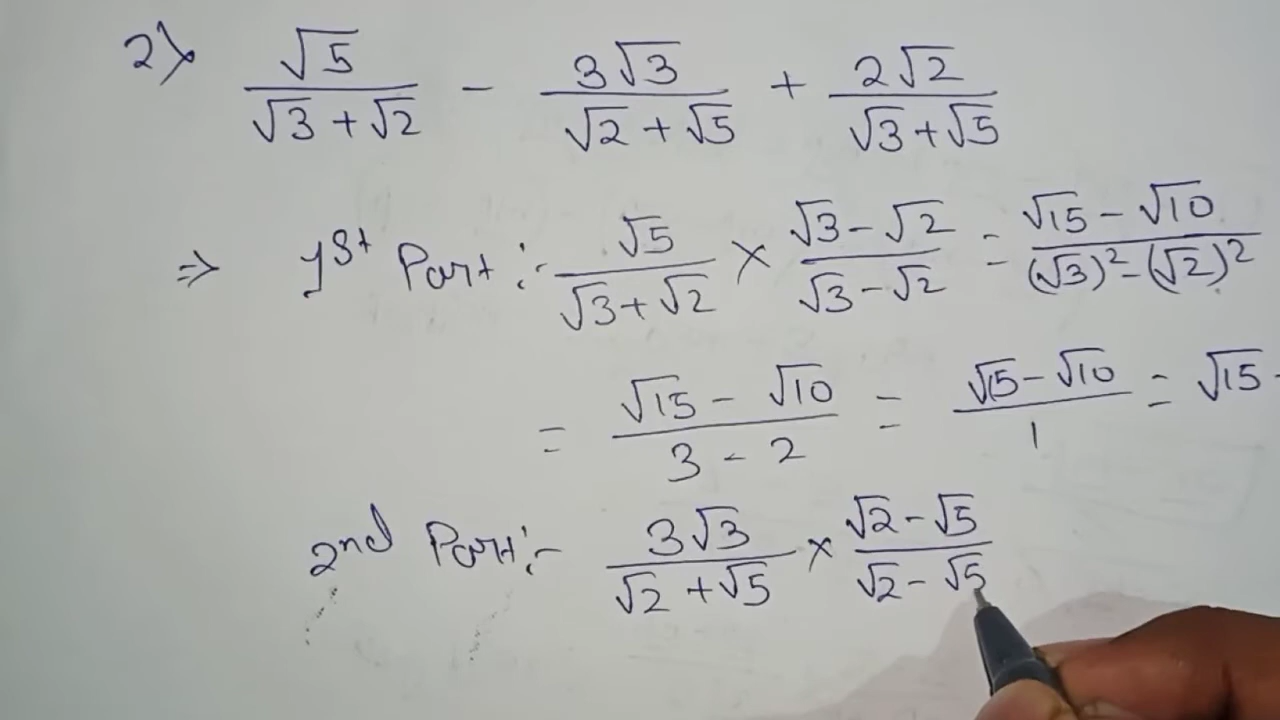 2) √5/(√3+√2) - 3√3/(√2+√5) + 2√2/(√3+√5)
⇒ 1st Part:- √5/(√3+√2) × (√3-√2)/(√3-√2) = (√15-√10)/((√3)²-(√2)²)
= (√15-√10)/(3-2) = (√15-√10)/1 = √15-
2nd Part:- 3√3/(√2+√5) × (√2-√5)/(√2-√5)